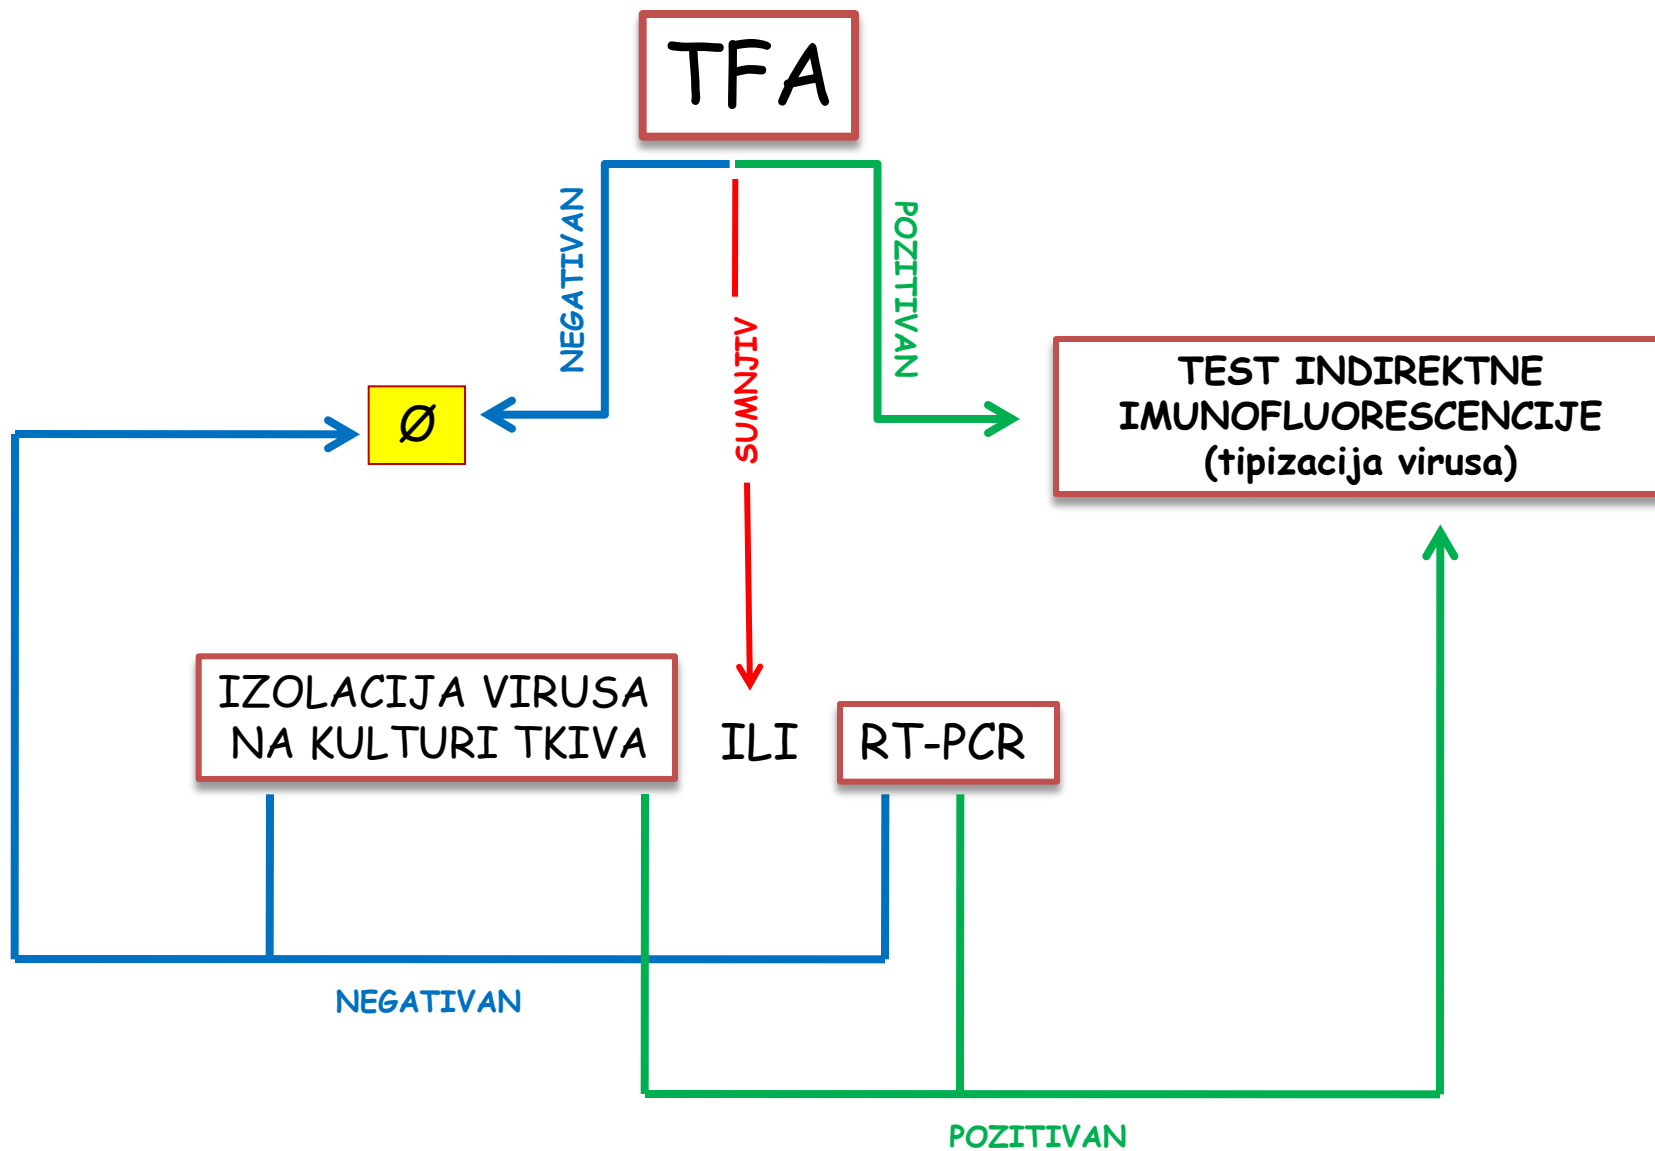 TFA
NEGATIVAN
SUMNJIV
POZITIVAN
Ø
TEST INDIREKTNE
IMUNOFLUORESCENCIJE
(tipizacija virusa)
IZOLACIJA VIRUSA
NA KULTURI TKIVA
ILI
RT-PCR
NEGATIVAN
POZITIVAN